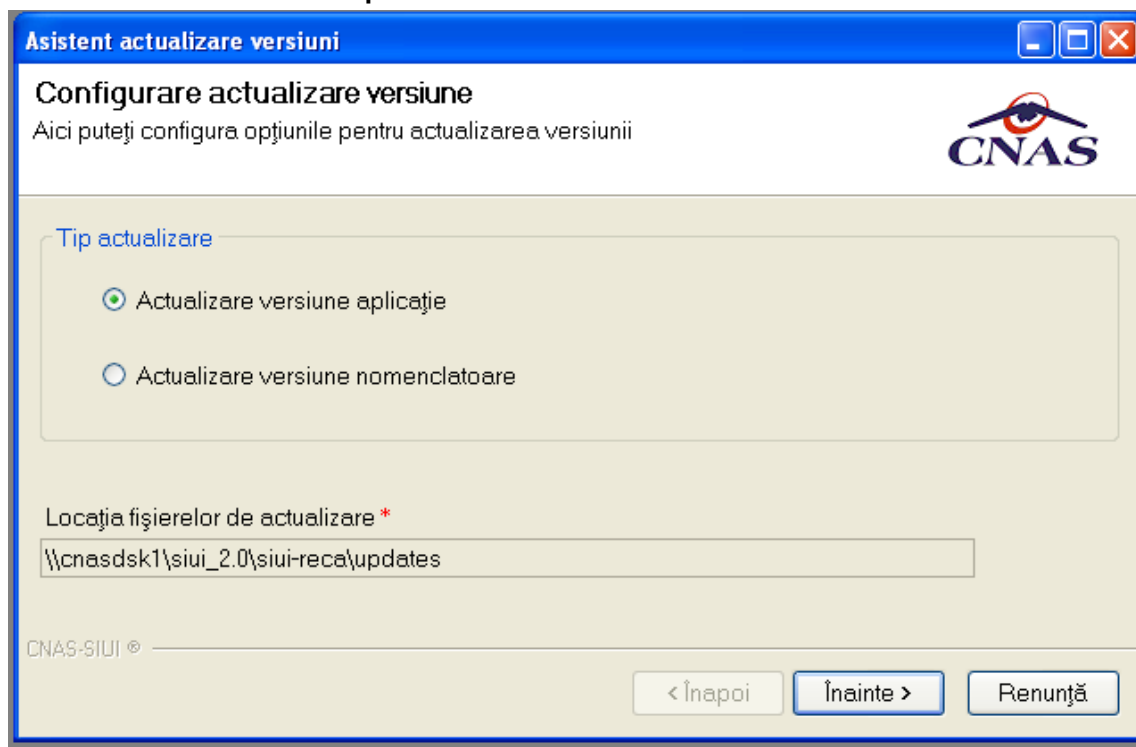 Asistent actualizare versiuni
Configurare actualizare versiune
Aici puteţi configura opţiunile pentru actualizarea versiunii
CNAS
Tip actualizare
Actualizare versiune aplicaţie
Actualizare versiune nomenclatoare
Locaţia fişierelor de actualizare *
\\cnasdsk1\siui_2.0\siui-reca\updates
CNAS-SIUI ®
< Înapoi
Înainte >
Renunţă